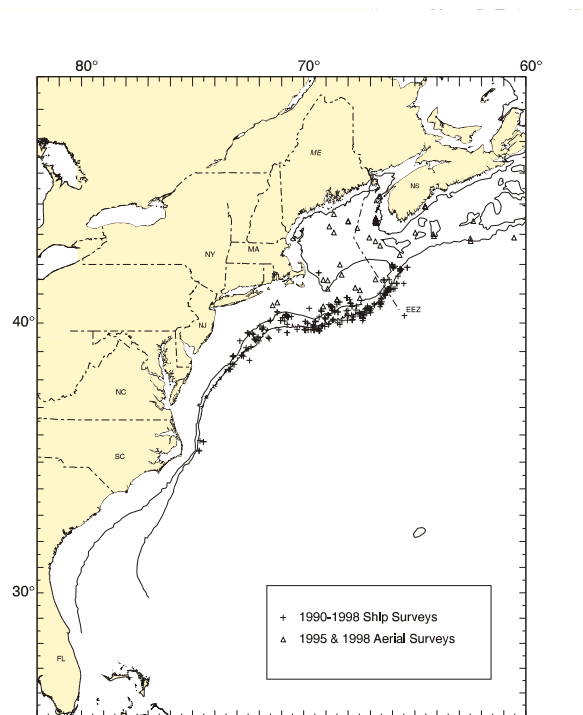 80° 70° 60°
ME
NS
NY MA
EEZ
40° NJ
NC
SC
30°
+ 1990-1998 Ship Surveys
△ 1995 & 1998 Aerial Surveys
FL